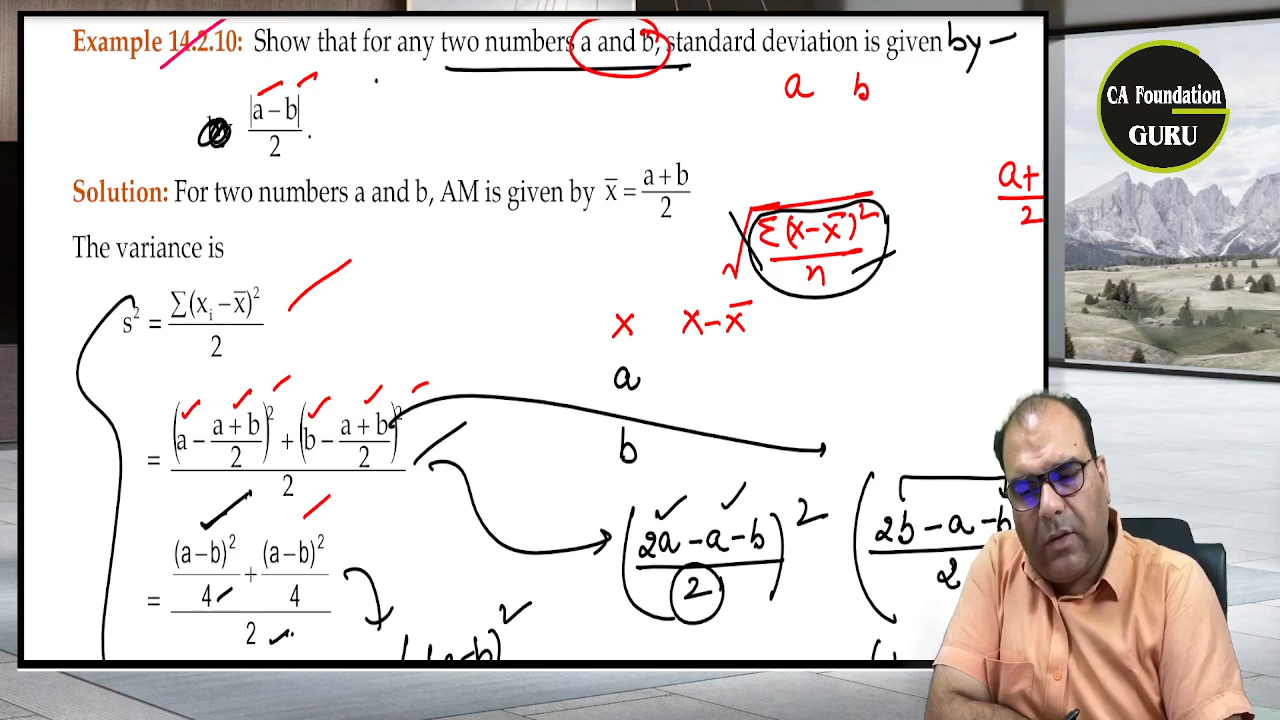 Example 14.2.10: Show that for any two numbers a and b, standard deviation is given by –
a b
|a – b| / 2 .
CA Foundation
GURU
Solution: For two numbers a and b, AM is given by x̄ = (a + b) / 2
a+ / 2
√(Σ(x – x̄)² / n)
The variance is
s² = ∑(xᵢ – x̄)² / 2
x x – x̄
a
b
= ((a – (a + b)/2)² + (b – (a + b)/2)²) / 2
((2a – a – b) / 2)² (2b – a – b / 2
= ((a – b)² / 4 + (a – b)² / 4) / 2